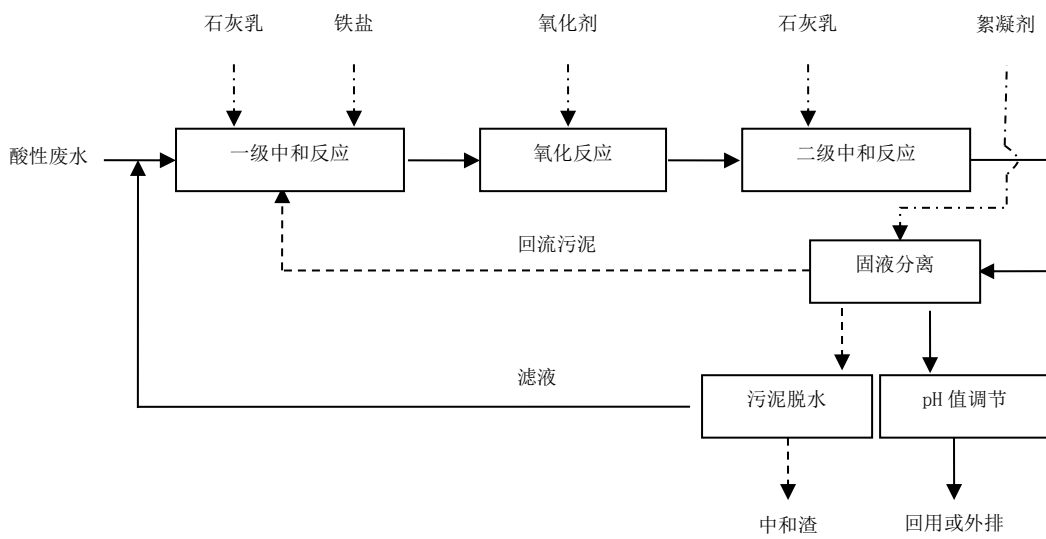 石灰乳
铁盐
氧化剂
石灰乳
絮凝剂
酸性废水
一级中和反应
氧化反应
二级中和反应
回流污泥
固液分离
滤液
污泥脱水
pH 值调节
中和渣
回用或外排